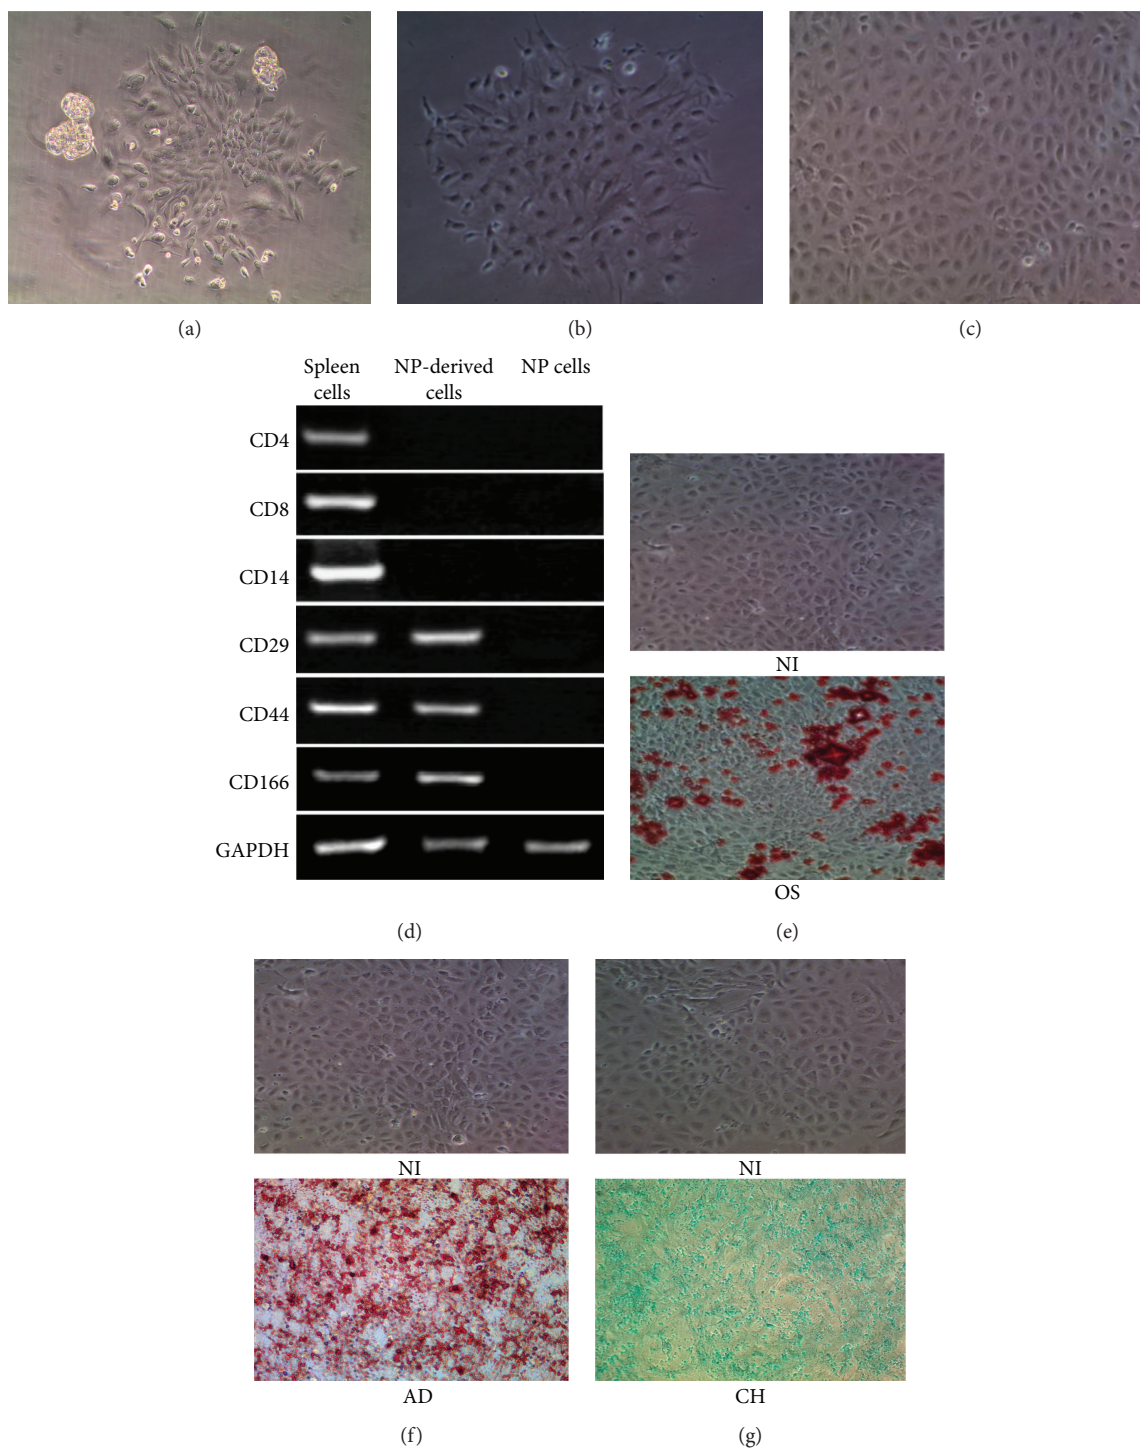 (a)
(b)
(c)
Spleen cells
NP-derived cells
NP cells
CD4
CD8
CD14
CD29
CD44
CD166
GAPDH
(d)
NI
OS
(e)
NI
AD
(f)
NI
CH
(g)